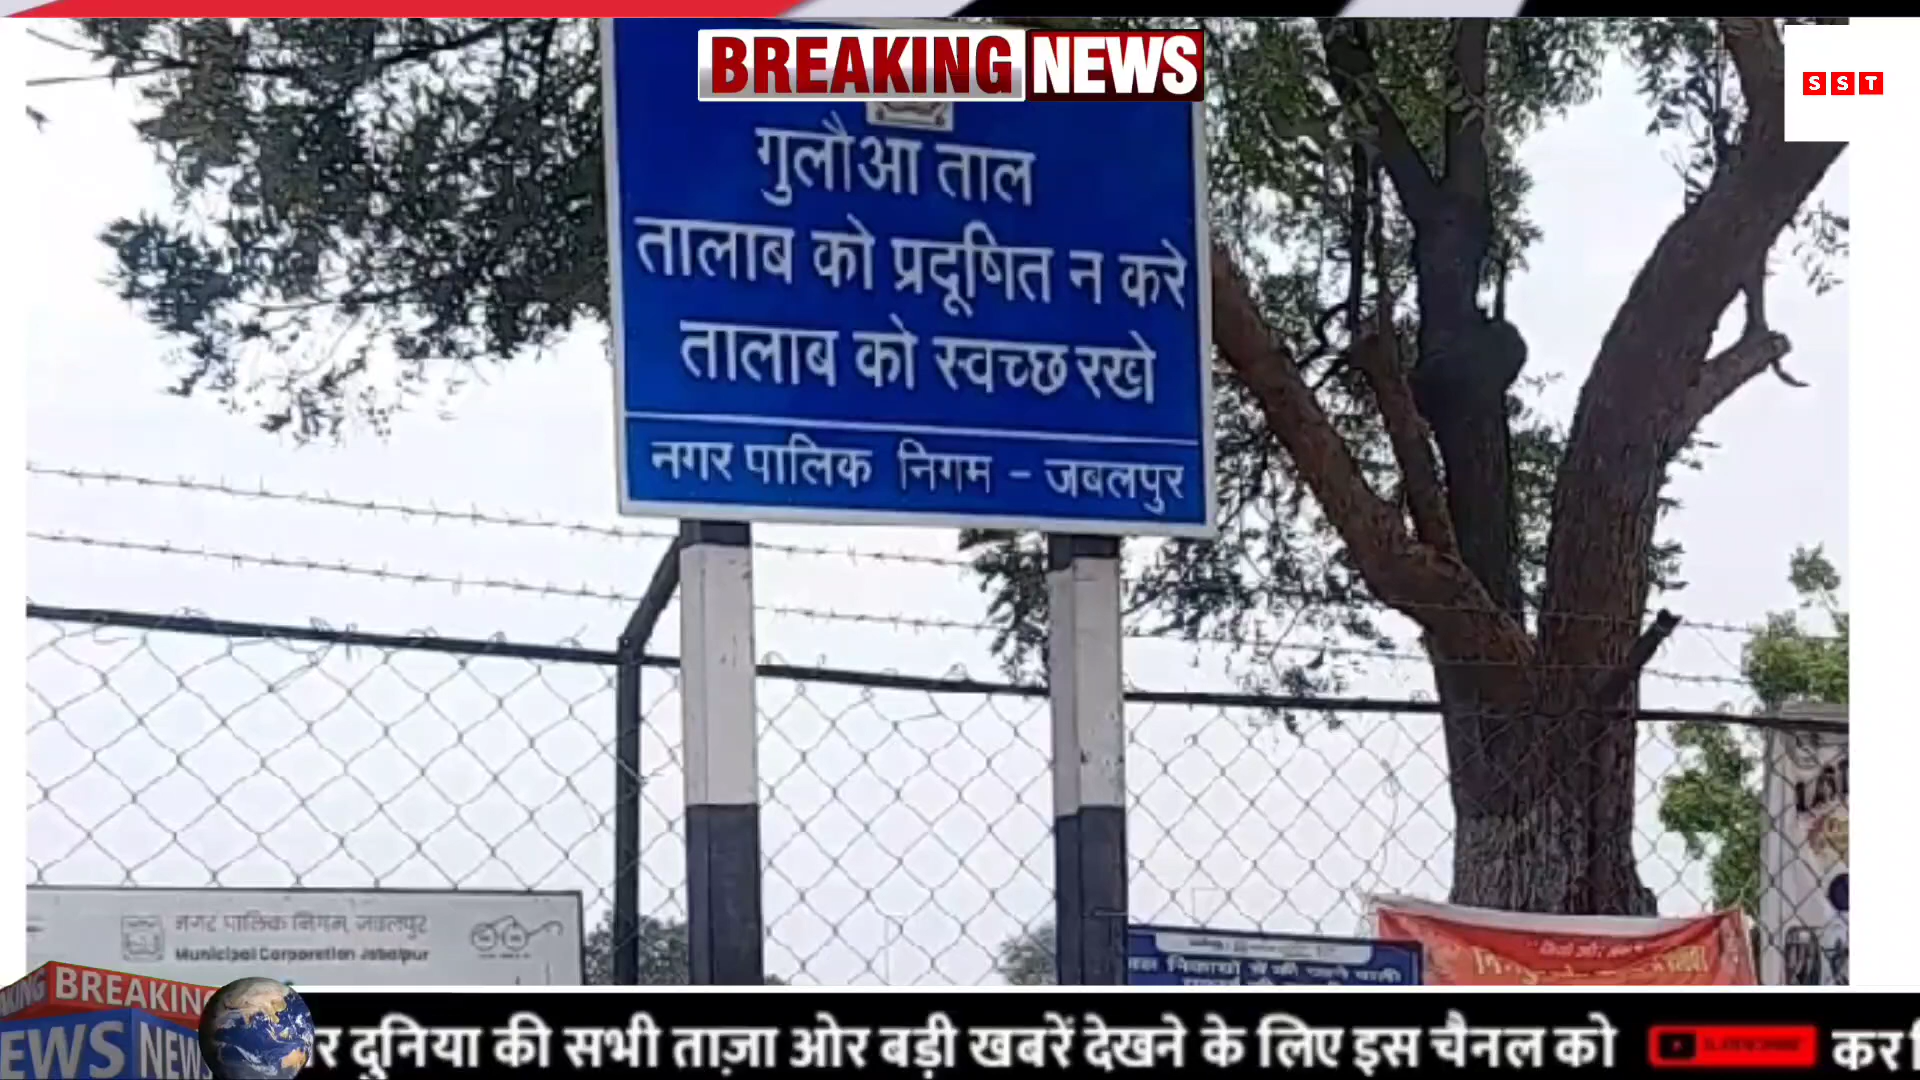 BREAKING NEWS
SST
गुलौआ ताल
तालाब को प्रदूषित न करे
तालाब को स्वच्छ रखो
नगर पालिक निगम - जबलपुर
नगर पालिक निगम, जबलपुर
Municipal Corporation Jabalpur
BREAKING
NEWS
र दुनिया की सभी ताज़ा ओर बड़ी खबरें देखने के लिए इस चैनल को
कर